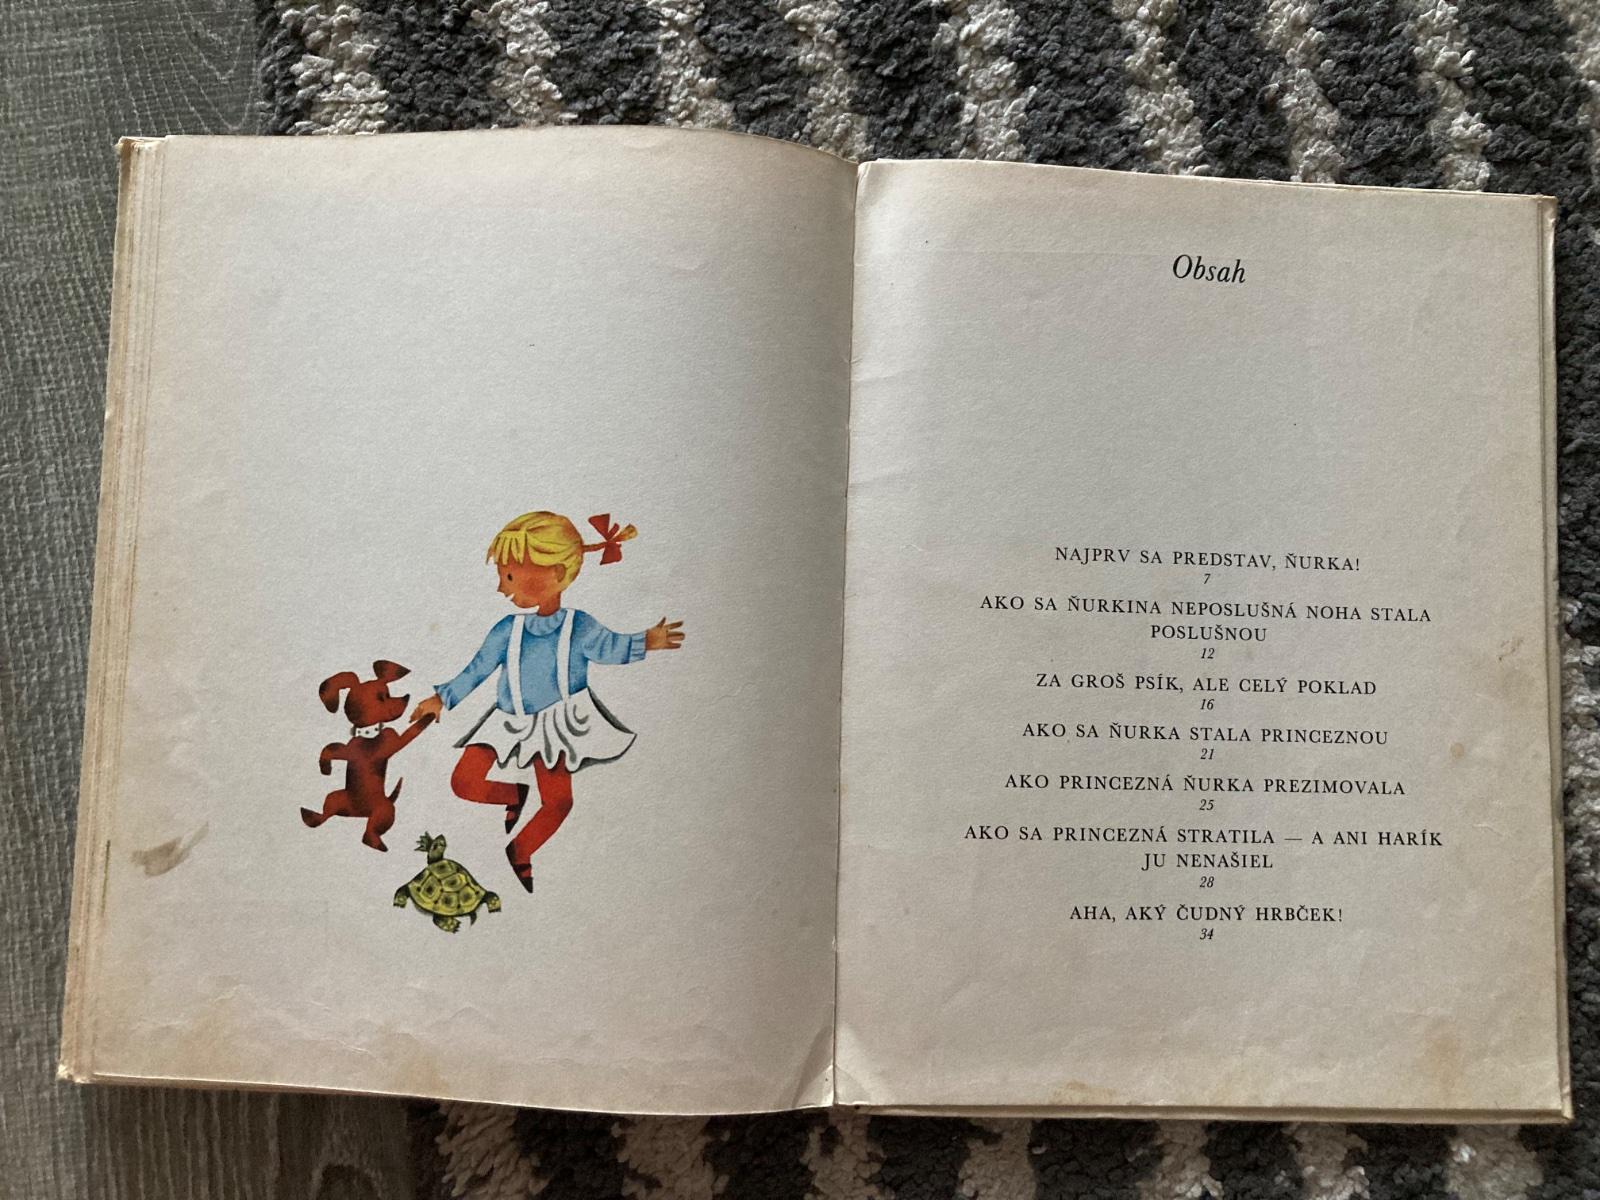 Obsah
NAJPRV SA PREDSTAV, ŇURKA!
7
AKO SA ŇURKINA NEPOSLUŠNÁ NOHA STALA
POSLUŠNOU
12
ZA GROŠ PSÍK, ALE CELÝ POKLAD
16
AKO SA ŇURKA STALA PRINCEZNOU
21
AKO PRINCEZNÁ ŇURKA PREZIMOVALA
25
AKO SA PRINCEZNÁ STRATILA — A ANI HARÍK
JU NENAŠIEL
28
AHA, AKÝ ČUDNÝ HRBČEK!
34